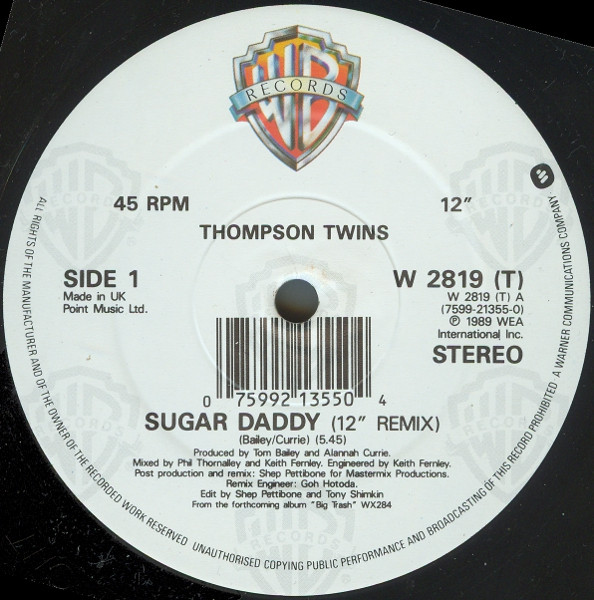 WB
RECORDS
45 RPM
12"
THOMPSON TWINS
SIDE 1
Made in UK
Point Music Ltd.
W 2819 (T)
W 2819 (T) A
(7599-21355-0)
℗ 1989 WEA
International Inc.
STEREO
0 75992 13550 4
SUGAR DADDY (12" REMIX)
(Bailey/Currie) (5.45)
Produced by Tom Bailey and Alannah Currie.
Mixed by Phil Thornalley and Keith Fernley. Engineered by Keith Fernley.
Post production and remix: Shep Pettibone for Mastermix Productions.
Remix Engineer: Goh Hotoda.
Edit by Shep Pettibone and Tony Shimkin
From the forthcoming album "Big Trash" WX284
ALL RIGHTS OF THE MANUFACTURER AND OF THE OWNER OF THE RECORDED WORK RESERVED. UNAUTHORISED COPYING PUBLIC PERFORMANCE AND BROADCASTING OF THIS RECORD PROHIBITED. A WARNER COMMUNICATIONS COMPANY.